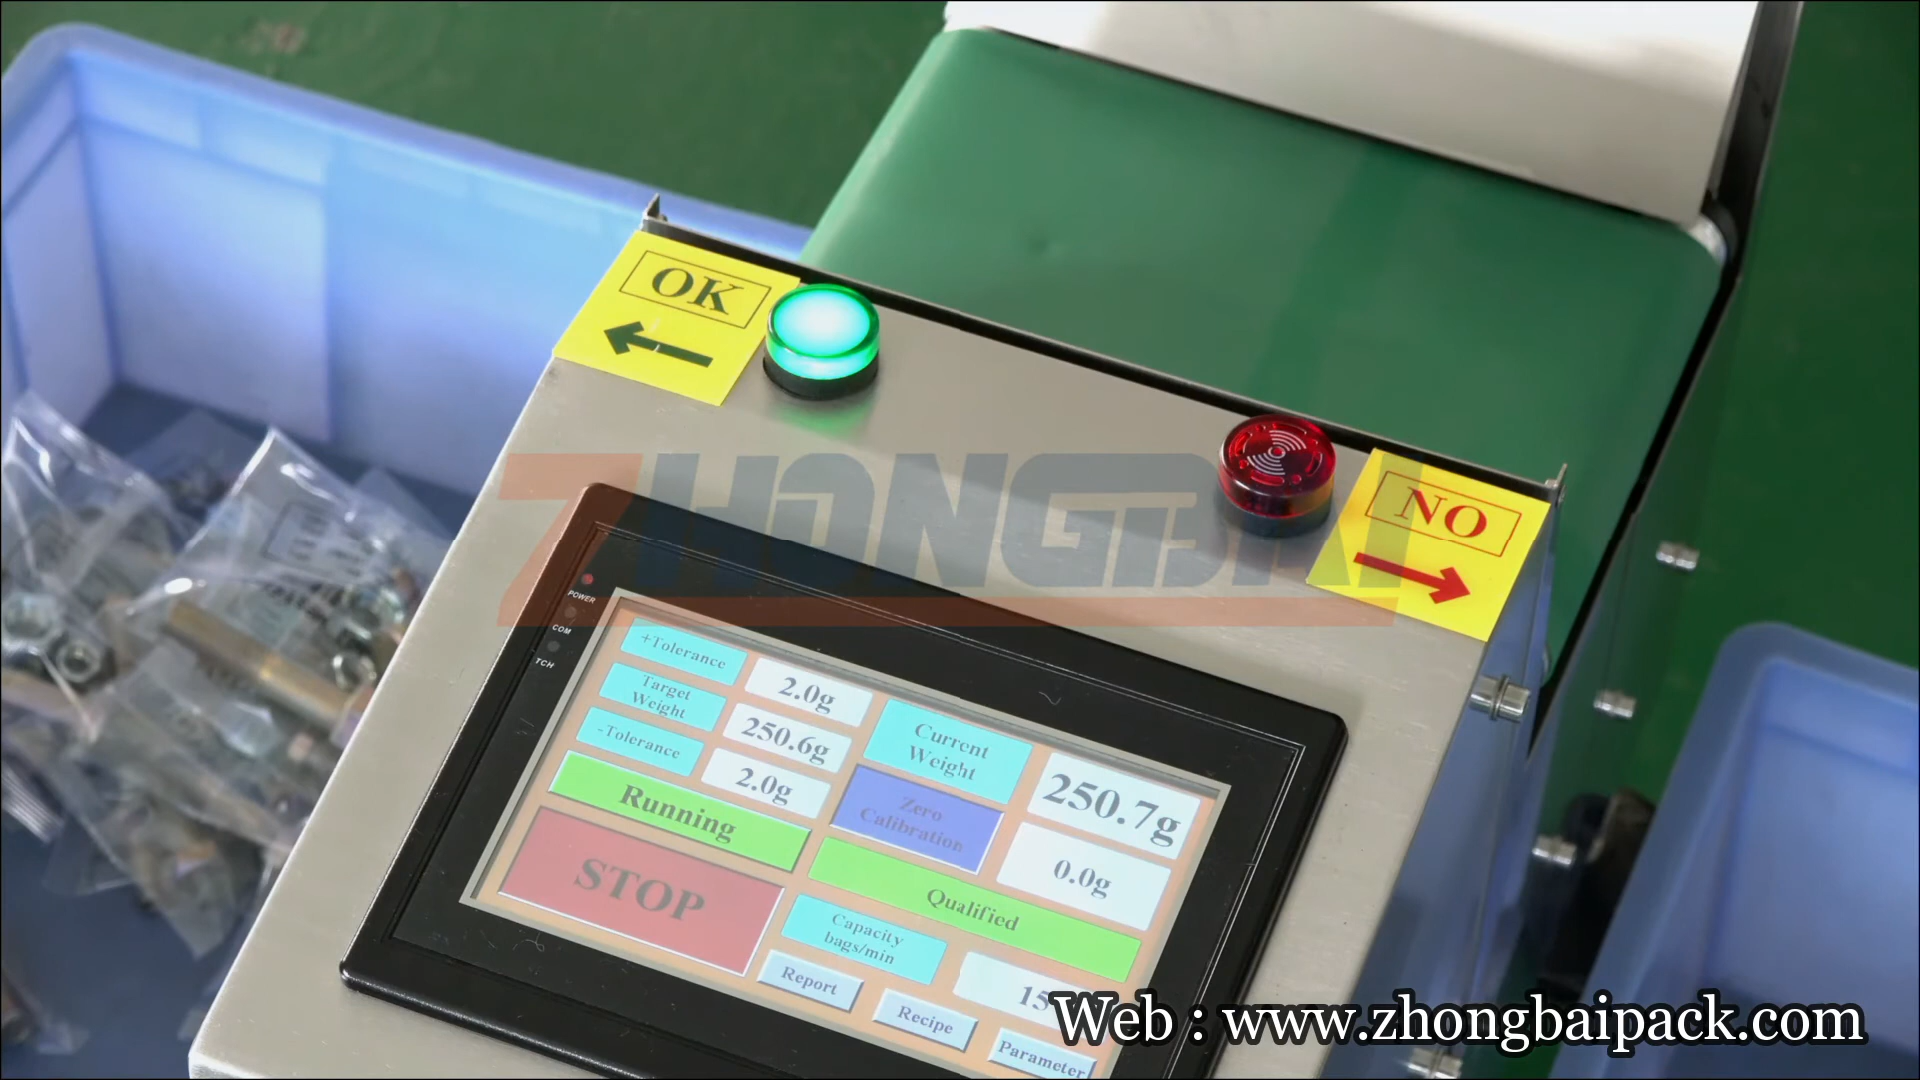 OK
NO
ZHONGBAI
POWER
COM
TCH
+Tolerance
2.0g
Target
Weight
250.6g
-Tolerance
2.0g
Current
Weight
250.7g
Running
Zero
Calibration
0.0g
STOP
Qualified
Capacity
bags/min
Report
Recipe
Parameter
Web : www.zhongbaipack.com